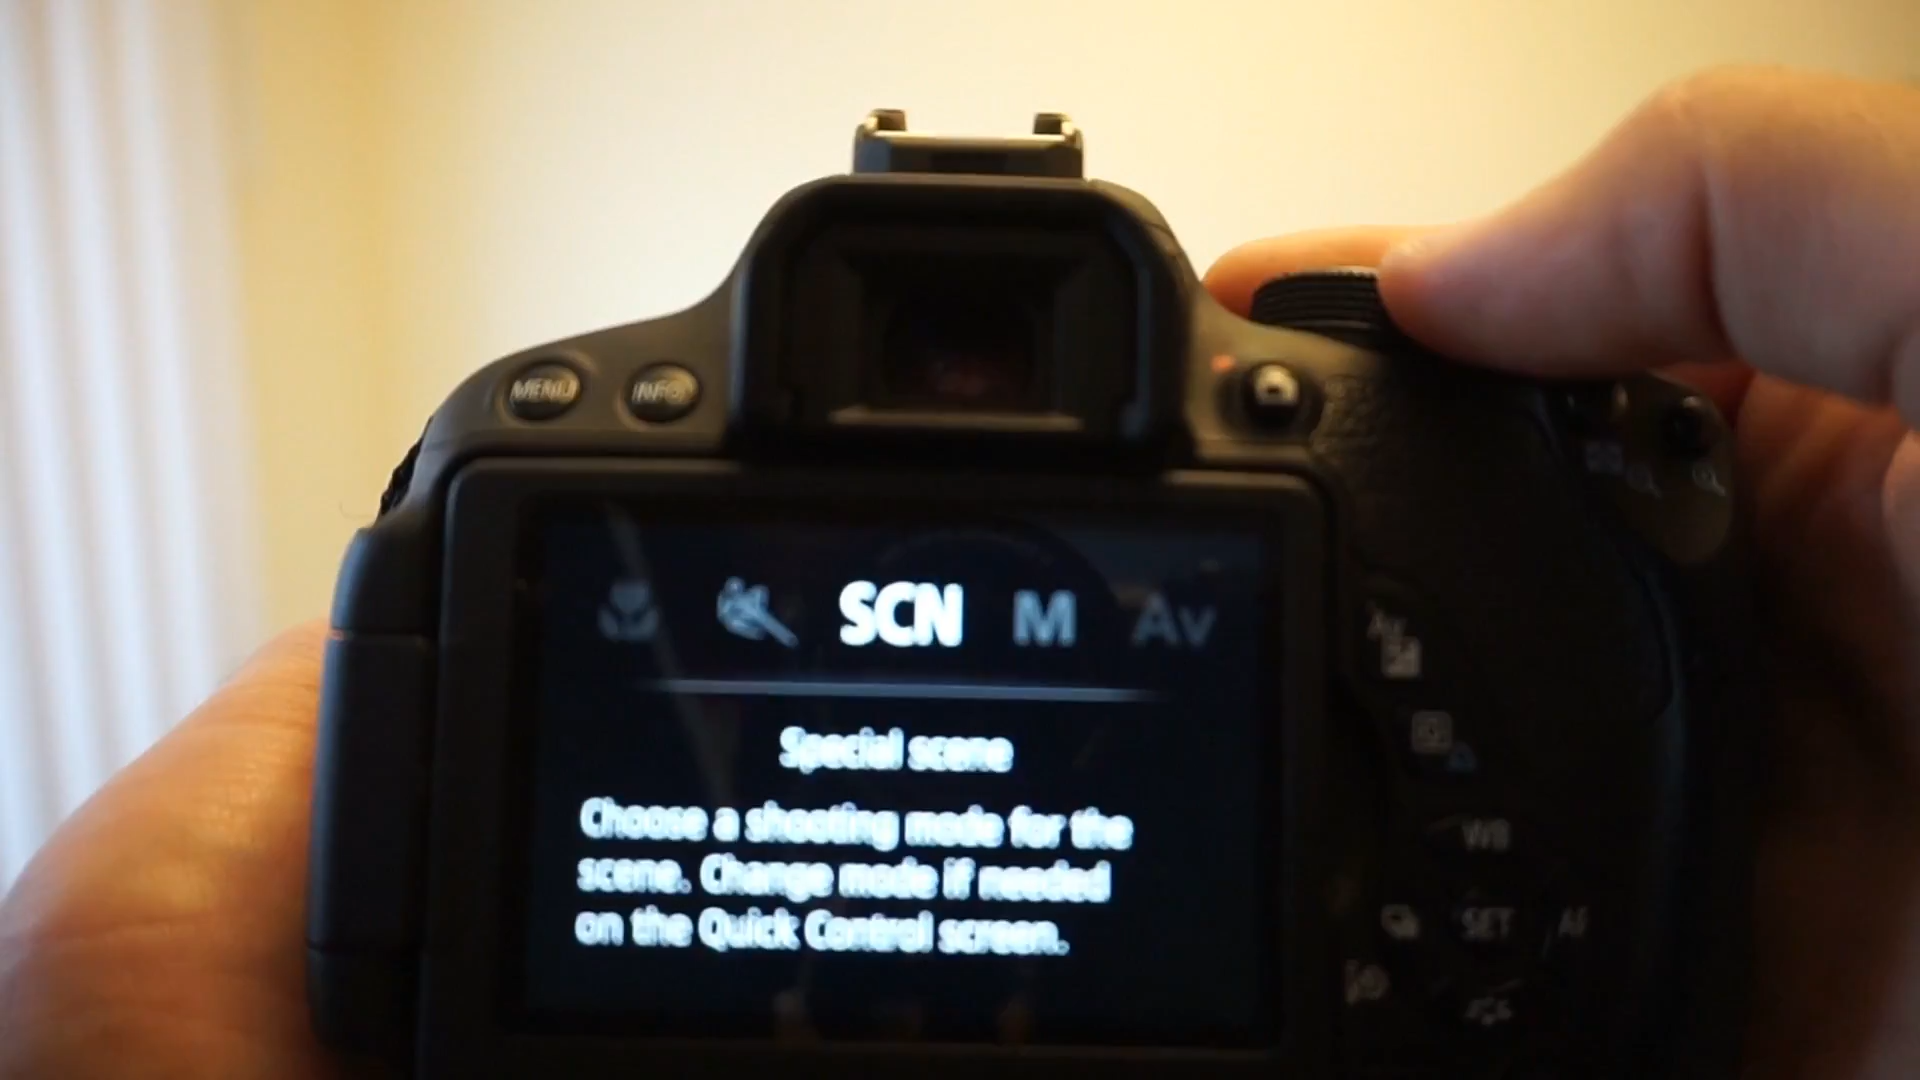 MENU
INFO
SCN M Av
Special scene
Choose a shooting mode for the
scene. Change mode if needed
on the Quick Control screen.
Av
Q
WB
SET AF